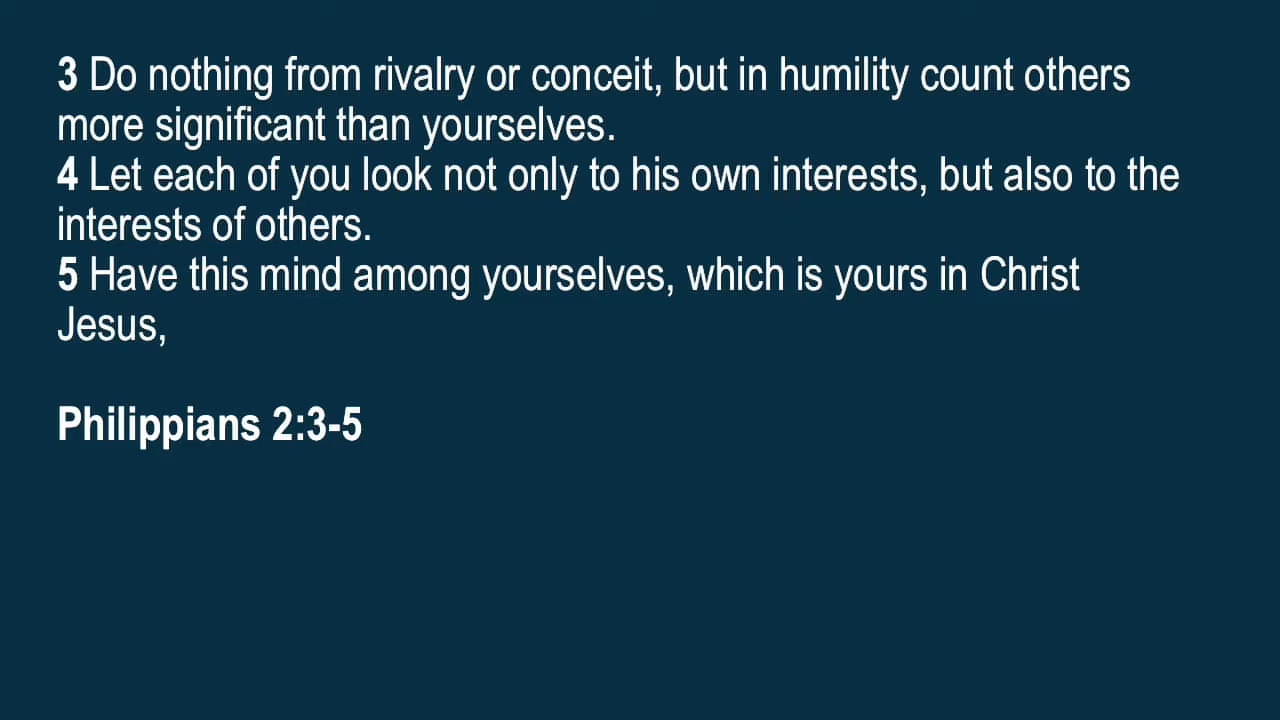 3 Do nothing from rivalry or conceit, but in humility count others
more significant than yourselves.
4 Let each of you look not only to his own interests, but also to the
interests of others.
5 Have this mind among yourselves, which is yours in Christ
Jesus,
Philippians 2:3-5